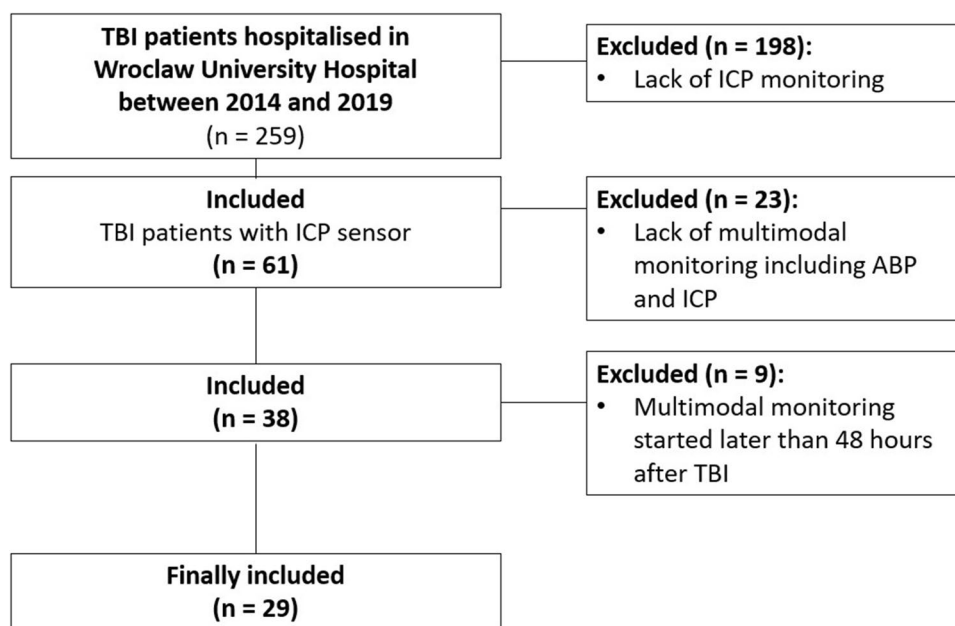 TBI patients hospitalised in
Wroclaw University Hospital
between 2014 and 2019
(n = 259)
Excluded (n = 198):
• Lack of ICP monitoring
Included
TBI patients with ICP sensor
(n = 61)
Excluded (n = 23):
• Lack of multimodal
monitoring including ABP
and ICP
Included
(n = 38)
Excluded (n = 9):
• Multimodal monitoring
started later than 48 hours
after TBI
Finally included
(n = 29)